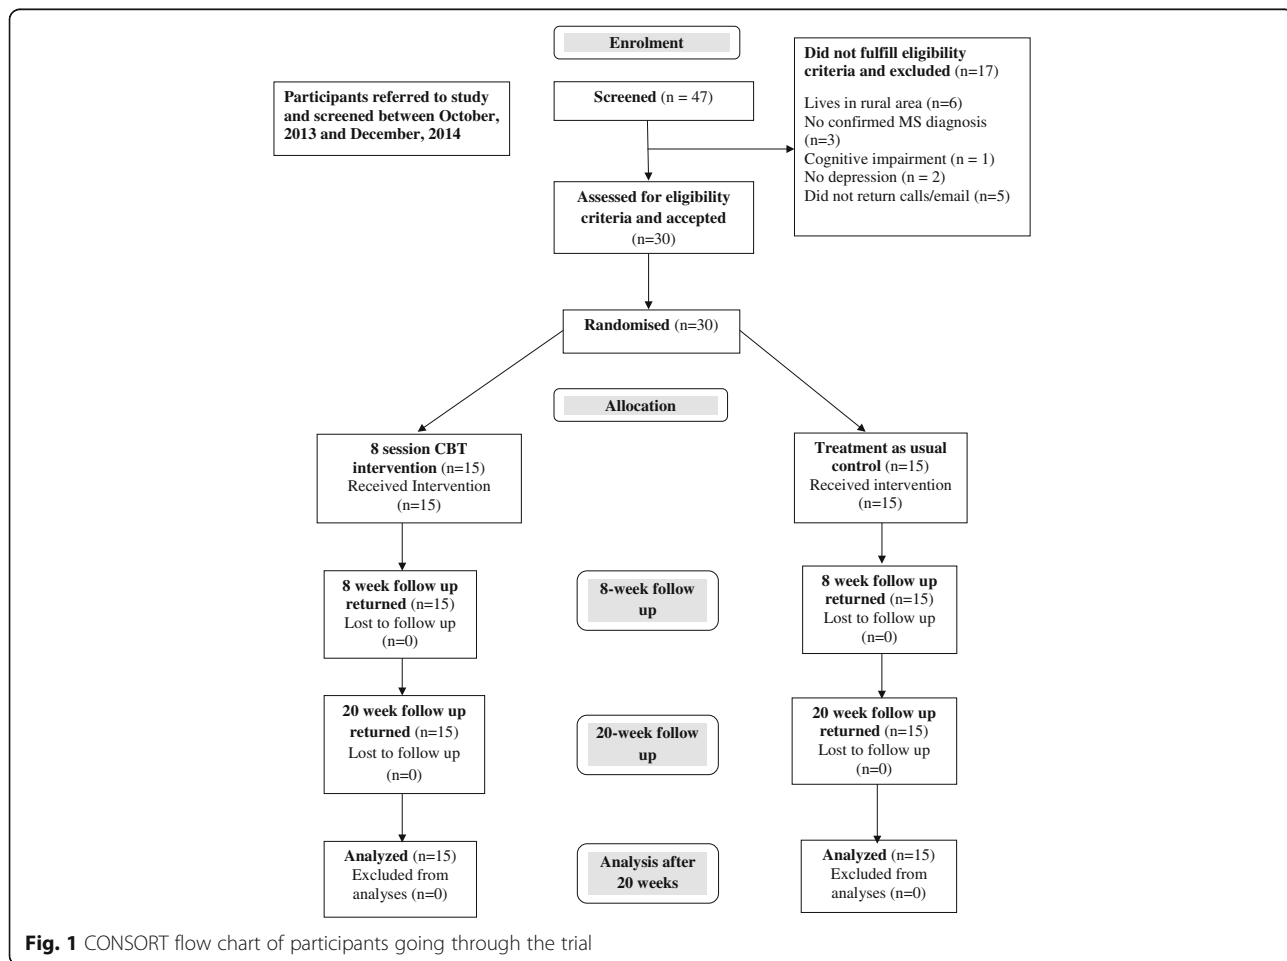 Enrolment
Participants referred to study
and screened between October,
2013 and December, 2014
Screened (n = 47)
Did not fulfill eligibility
criteria and excluded (n=17)
Lives in rural area (n=6)
No confirmed MS diagnosis
(n=3)
Cognitive impairment (n = 1)
No depression (n = 2)
Did not return calls/email (n=5)
Assessed for eligibility
criteria and accepted
(n=30)
Randomised (n=30)
Allocation
8 session CBT
intervention (n=15)
Received Intervention
(n=15)
Treatment as usual
control (n=15)
Received intervention
(n=15)
8 week follow up
returned (n=15)
Lost to follow up
(n=0)
8-week follow
up
8 week follow up
returned (n=15)
Lost to follow up
(n=0)
20 week follow up
returned (n=15)
Lost to follow up
(n=0)
20-week follow
up
20 week follow up
returned (n=15)
Lost to follow up
(n=0)
Analyzed (n=15)
Excluded from
analyses (n=0)
Analysis after
20 weeks
Analyzed (n=15)
Excluded from
analyses (n=0)
Fig. 1 CONSORT flow chart of participants going through the trial